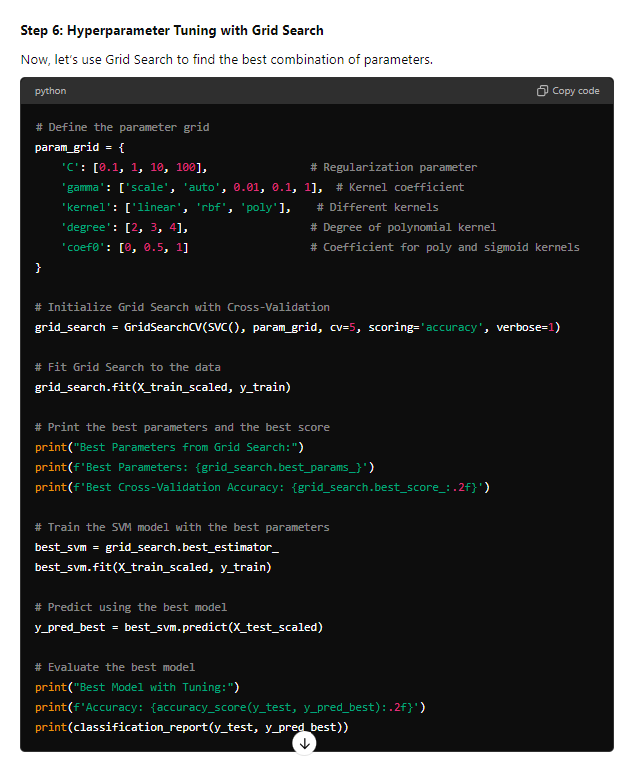 Step 6: Hyperparameter Tuning with Grid Search
Now, let's use Grid Search to find the best combination of parameters.
python Copy code
# Define the parameter grid
param_grid = {
    'C': [0.1, 1, 10, 100],               # Regularization parameter
    'gamma': ['scale', 'auto', 0.01, 0.1, 1],  # Kernel coefficient
    'kernel': ['linear', 'rbf', 'poly'],    # Different kernels
    'degree': [2, 3, 4],                  # Degree of polynomial kernel
    'coef0': [0, 0.5, 1]                  # Coefficient for poly and sigmoid kernels
}
# Initialize Grid Search with Cross-Validation
grid_search = GridSearchCV(SVC(), param_grid, cv=5, scoring='accuracy', verbose=1)
# Fit Grid Search to the data
grid_search.fit(X_train_scaled, y_train)
# Print the best parameters and the best score
print("Best Parameters from Grid Search:")
print(f'Best Parameters: {grid_search.best_params_}')
print(f'Best Cross-Validation Accuracy: {grid_search.best_score_:.2f}')
# Train the SVM model with the best parameters
best_svm = grid_search.best_estimator_
best_svm.fit(X_train_scaled, y_train)
# Predict using the best model
y_pred_best = best_svm.predict(X_test_scaled)
# Evaluate the best model
print("Best Model with Tuning:")
print(f'Accuracy: {accuracy_score(y_test, y_pred_best):.2f}')
print(classification_report(y_test, y_pred_best))